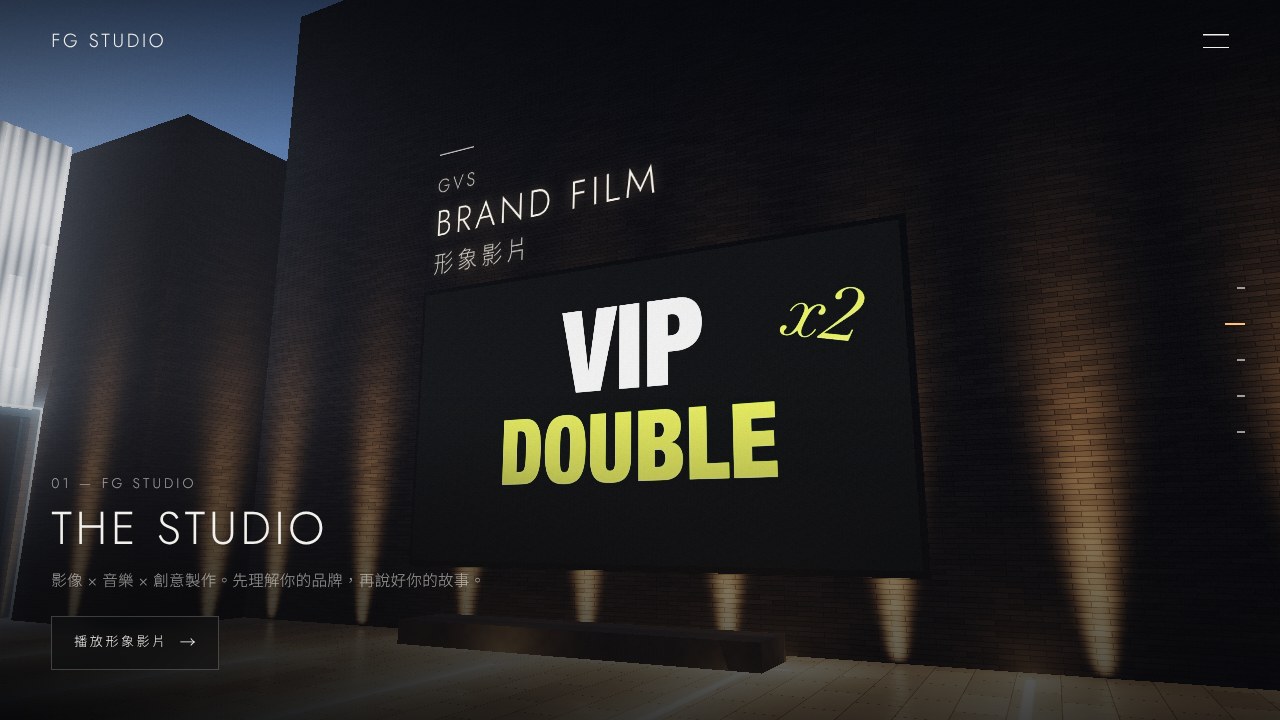 FG STUDIO
GVS
BRAND FILM
形象影片
VIP
x2
DOUBLE
01 — FG STUDIO
THE STUDIO
影像 × 音樂 × 創意製作。先理解你的品牌，再說好你的故事。
播放形象影片 →